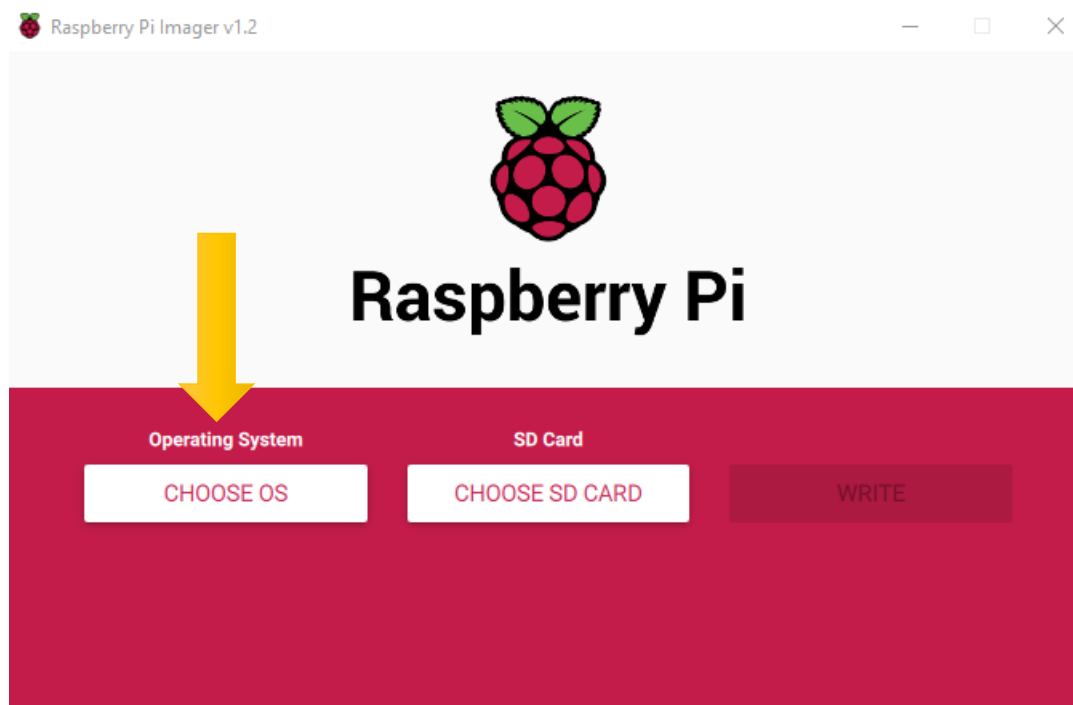 Raspberry Pi Imager v1.2
Raspberry Pi
Operating System
SD Card
CHOOSE OS
CHOOSE SD CARD
WRITE